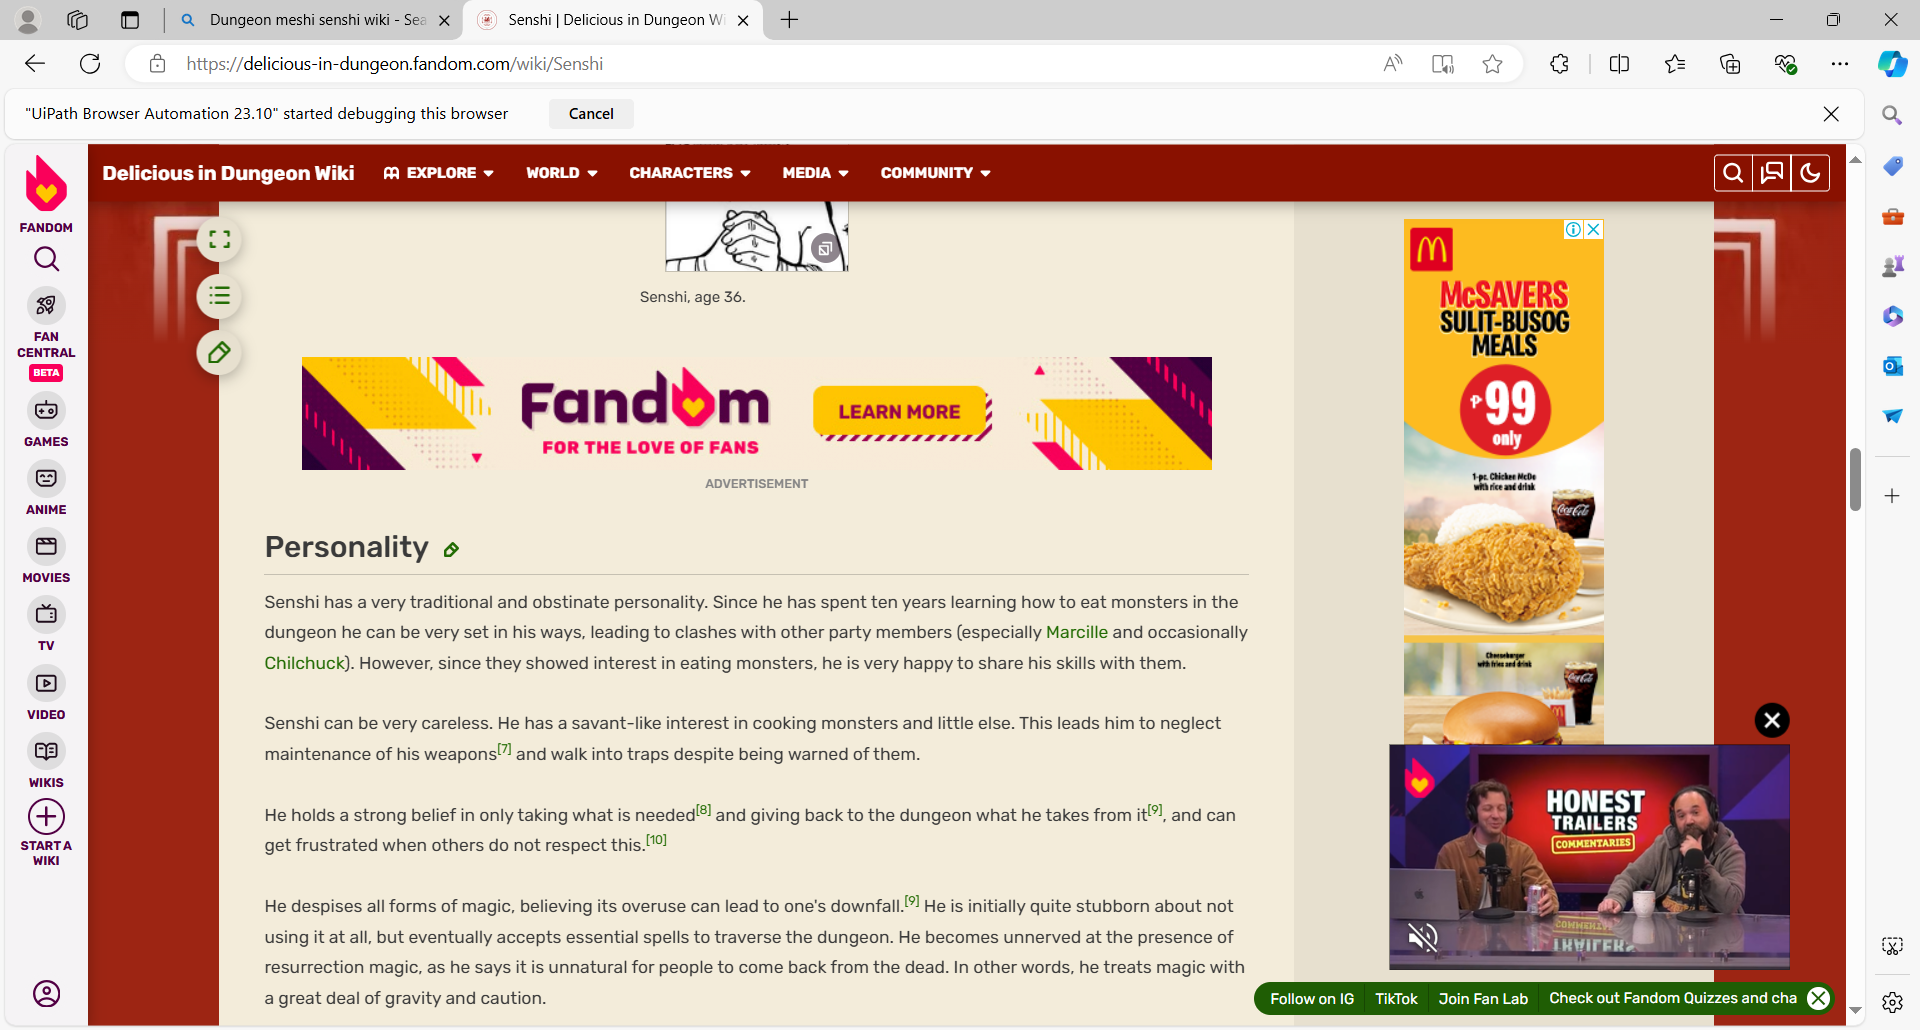 Dungeon meshi senshi wiki - Sea
Senshi | Delicious in Dungeon Wi
https://delicious-in-dungeon.fandom.com/wiki/Senshi
"UiPath Browser Automation 23.10" started debugging this browser
Cancel
Delicious in Dungeon Wiki
EXPLORE
WORLD
CHARACTERS
MEDIA
COMMUNITY
FANDOM
FAN
CENTRAL
BETA
GAMES
ANIME
MOVIES
TV
VIDEO
WIKIS
START A
WIKI
Senshi, age 36.
Fandom
FOR THE LOVE OF FANS
LEARN MORE
ADVERTISEMENT
Personality
Senshi has a very traditional and obstinate personality. Since he has spent ten years learning how to eat monsters in the
dungeon he can be very set in his ways, leading to clashes with other party members (especially Marcille and occasionally
Chilchuck). However, since they showed interest in eating monsters, he is very happy to share his skills with them.
Senshi can be very careless. He has a savant-like interest in cooking monsters and little else. This leads him to neglect
maintenance of his weapons[7] and walk into traps despite being warned of them.
He holds a strong belief in only taking what is needed[8] and giving back to the dungeon what he takes from it[9], and can
get frustrated when others do not respect this.[10]
He despises all forms of magic, believing its overuse can lead to one's downfall.[9] He is initially quite stubborn about not
using it at all, but eventually accepts essential spells to traverse the dungeon. He becomes unnerved at the presence of
resurrection magic, as he says it is unnatural for people to come back from the dead. In other words, he treats magic with
a great deal of gravity and caution.
McSAVERS
SULIT-BUSOG
MEALS
₱99
only
1-pc. Chicken McDo
with rice and drink
Coca-Cola
Cheeseburger
with fries and drink
Coca-Cola
HONEST
TRAILERS
COMMENTARIES
Follow on IG
TikTok
Join Fan Lab
Check out Fandom Quizzes and cha